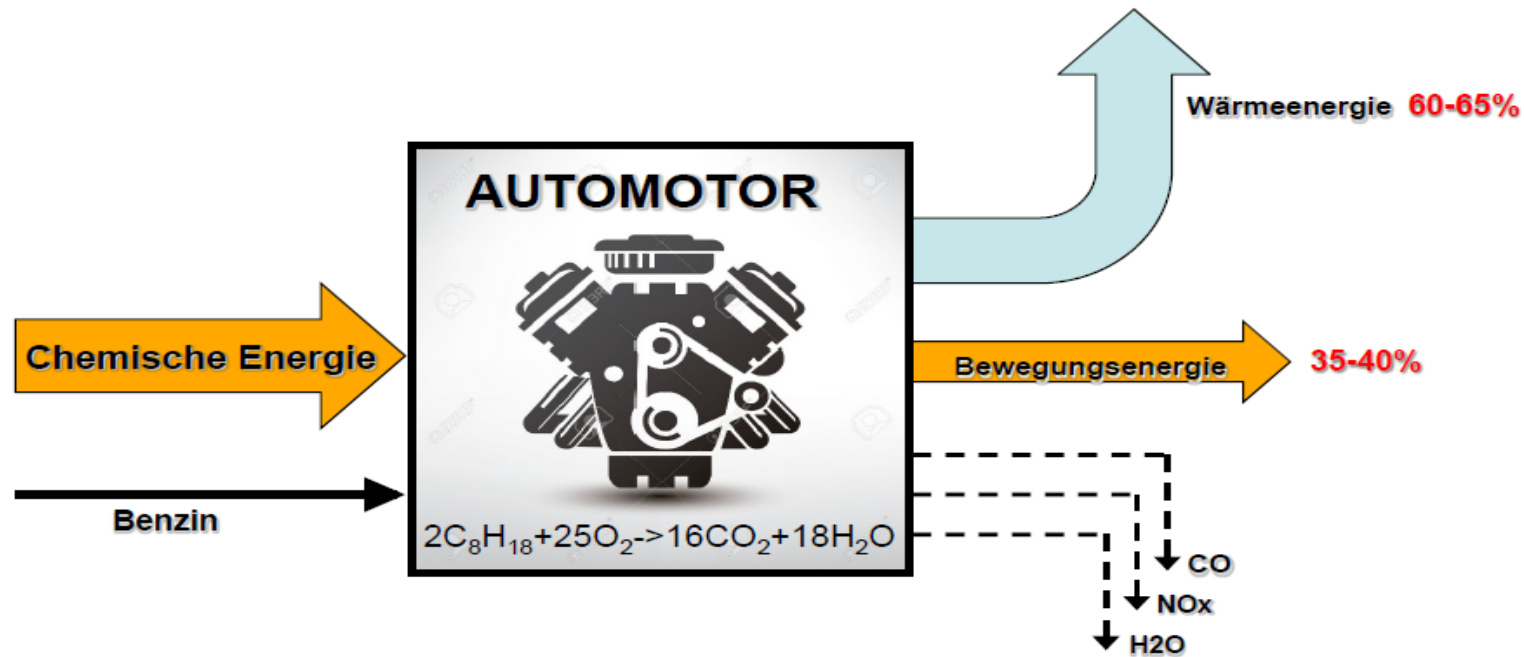 Wärmeenergie 60-65%
AUTOMOTOR
Chemische Energie
Bewegungsenergie 35-40%
Benzin
2C₈H₁₈+25O₂->16CO₂+18H₂O
CO
NOx
H2O